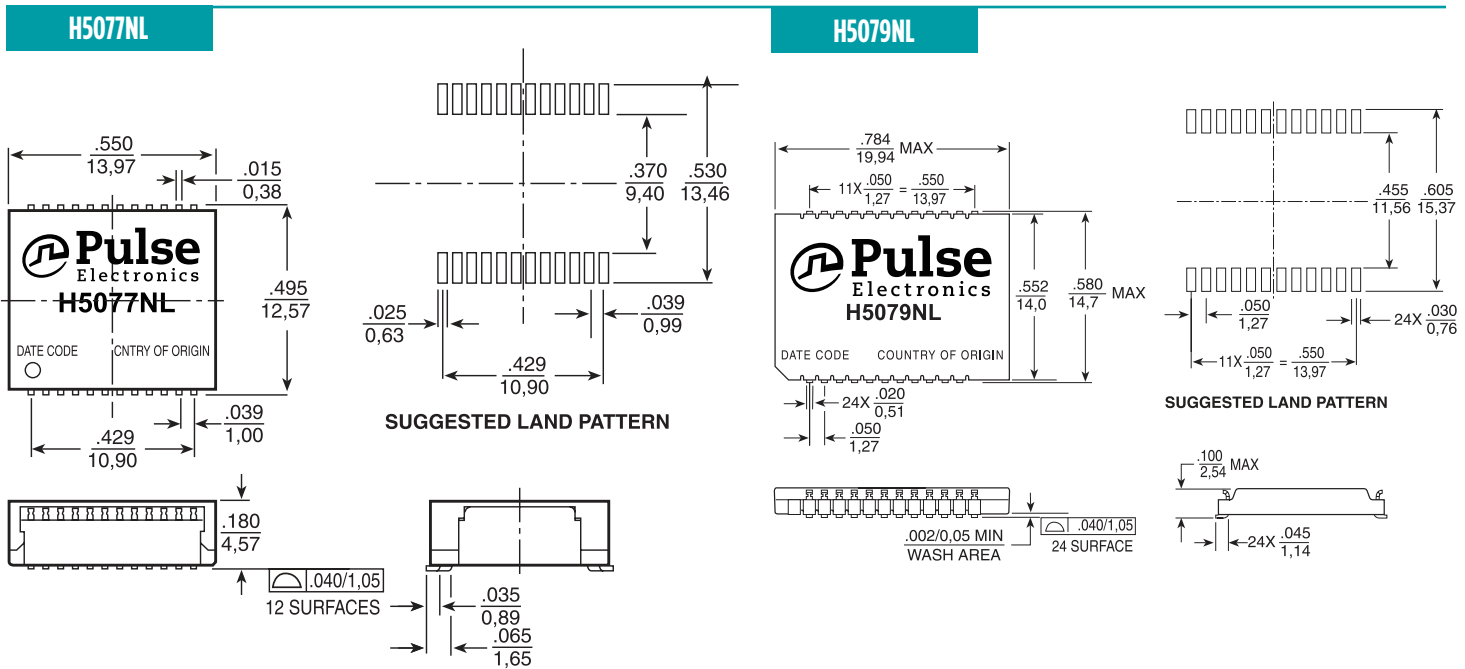 H5077NL
.550
13,97
.015
0,38
Pulse
Electronics
H5077NL
DATE CODE
CNTRY OF ORIGIN
.495
12,57
.039
1,00
.429
10,90
.370
9,40
.530
13,46
.025
0,63
.039
0,99
.429
10,90
SUGGESTED LAND PATTERN
.180
4,57
.040/1,05
12 SURFACES
.035
0,89
.065
1,65
H5079NL
.784
19,94
MAX
11X .050
1,27
= .550
13,97
Pulse
Electronics
H5079NL
DATE CODE
COUNTRY OF ORIGIN
.552
14,0
.580
14,7
MAX
24X .020
0,51
.050
1,27
.455
11,56
.605
15,37
.050
1,27
24X .030
0,76
11X .050
1,27
= .550
13,97
SUGGESTED LAND PATTERN
.002/0,05 MIN
WASH AREA
.040/1,05
24 SURFACE
.100
2,54
MAX
24X .045
1,14